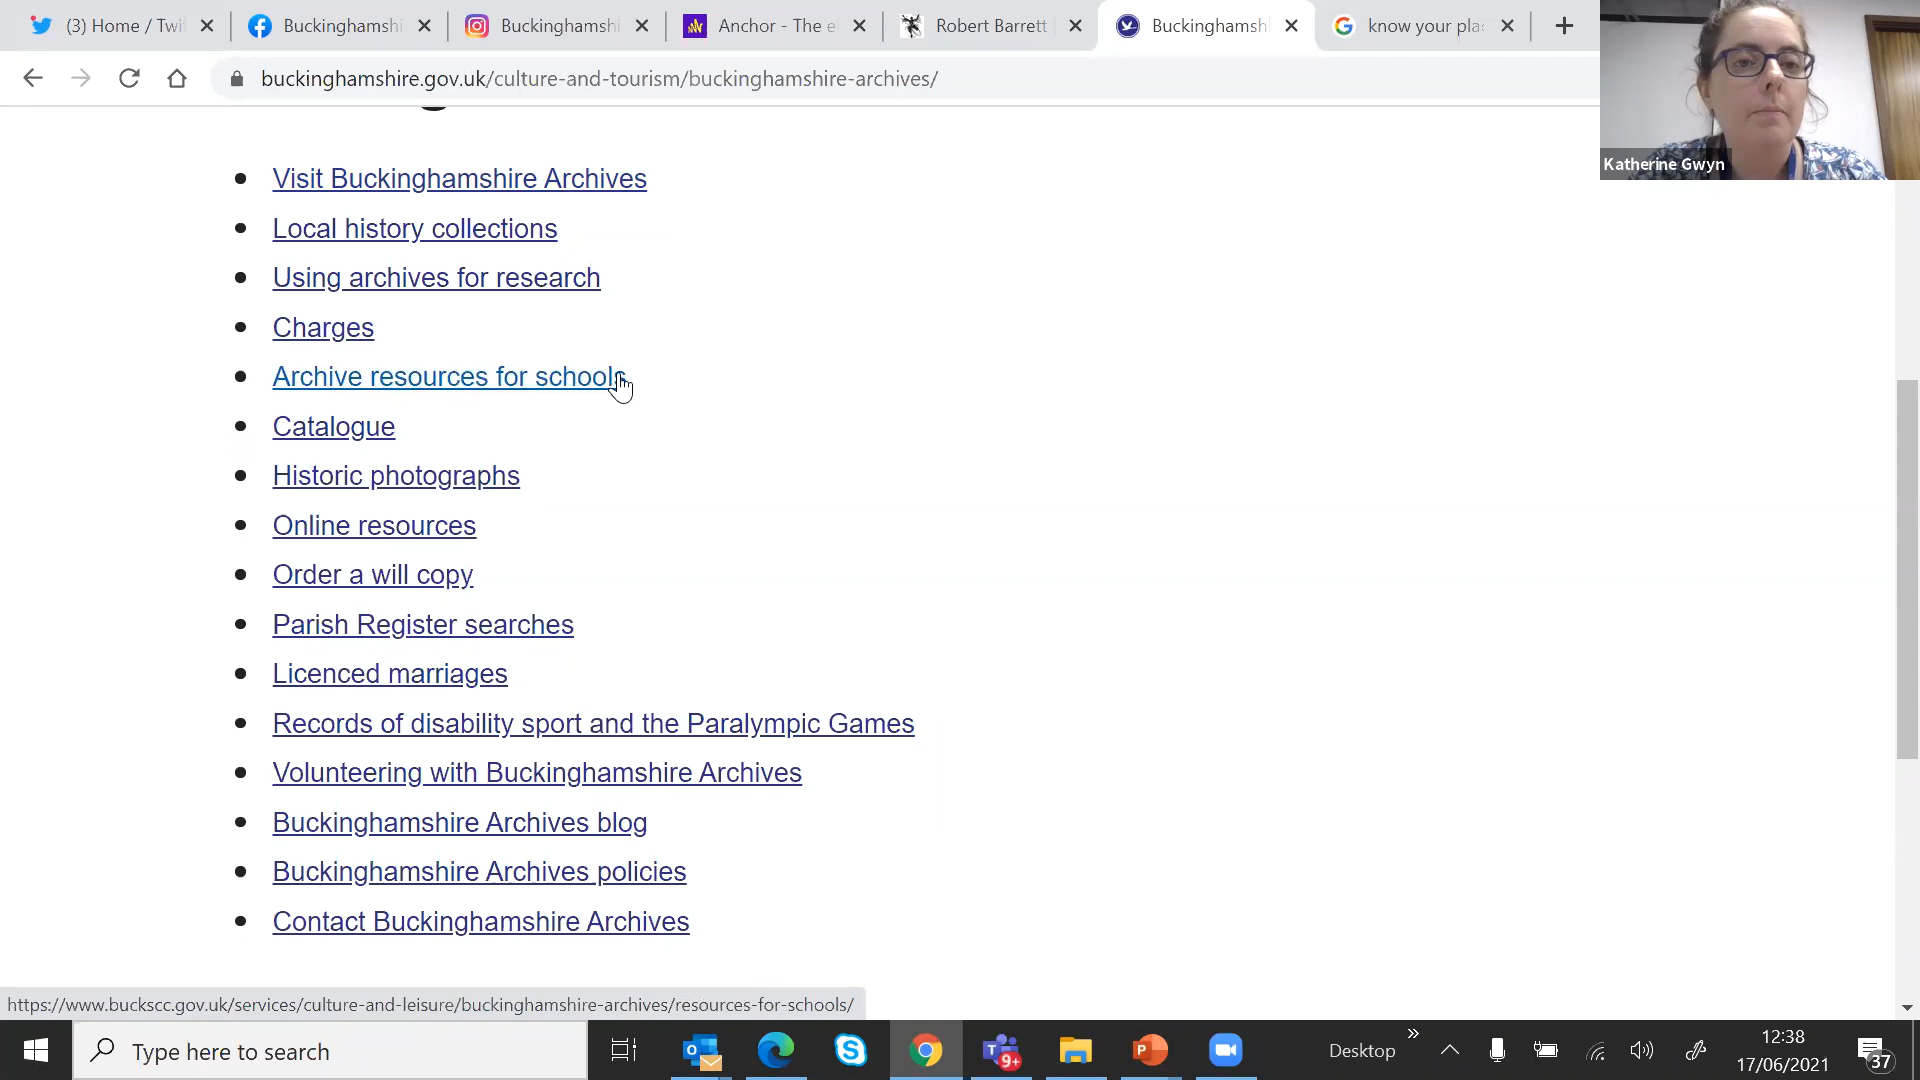 (3) Home / Twi
Buckinghamshi
Buckinghamshi
Anchor - The e
Robert Barrett
Buckinghamshi
know your pla
buckinghamshire.gov.uk/culture-and-tourism/buckinghamshire-archives/
Katherine Gwyn
Visit Buckinghamshire Archives
Local history collections
Using archives for research
Charges
Archive resources for schools
Catalogue
Historic photographs
Online resources
Order a will copy
Parish Register searches
Licenced marriages
Records of disability sport and the Paralympic Games
Volunteering with Buckinghamshire Archives
Buckinghamshire Archives blog
Buckinghamshire Archives policies
Contact Buckinghamshire Archives
https://www.buckscc.gov.uk/services/culture-and-leisure/buckinghamshire-archives/resources-for-schools/
Type here to search
9+
Desktop
12:38
17/06/2021
37